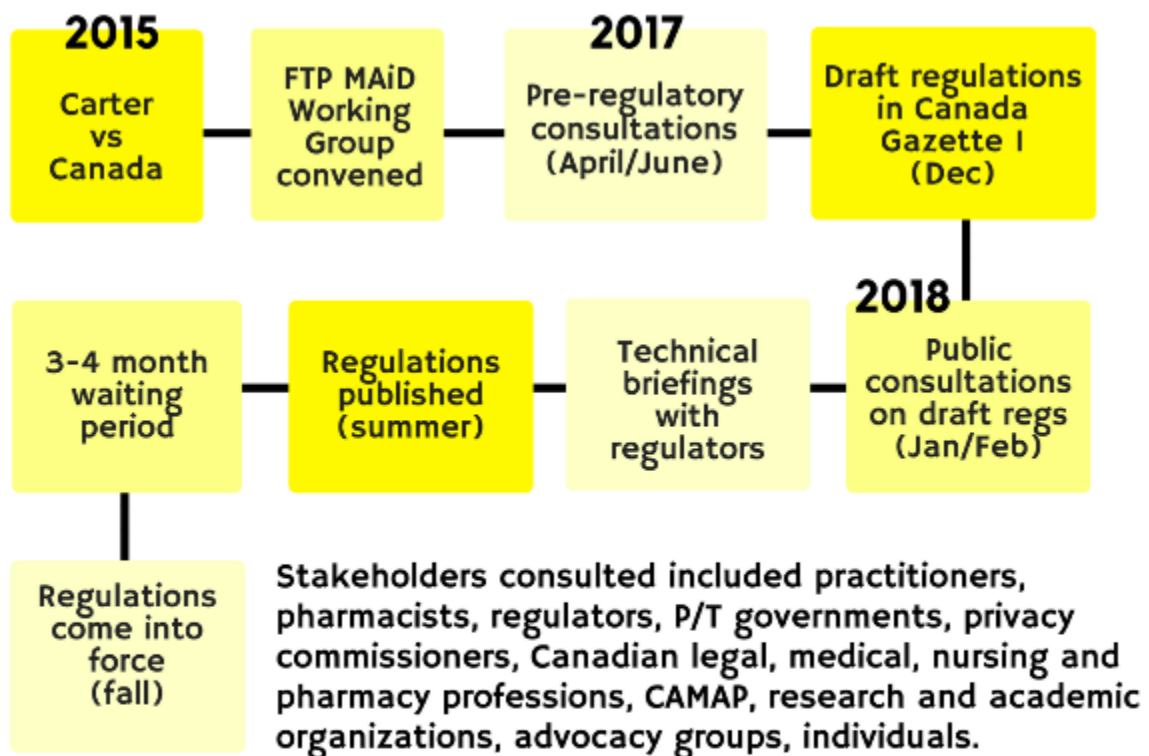 2015
Carter
vs
Canada
FTP MAiD
Working
Group
convened
2017
Pre-regulatory
consultations
(April/June)
Draft regulations
in Canada
Gazette I
(Dec)
2018
Public
consultations
on draft regs
(Jan/Feb)
Technical
briefings
with
regulators
Regulations
published
(summer)
3-4 month
waiting
period
Regulations
come into
force
(fall)
Stakeholders consulted included practitioners,
pharmacists, regulators, P/T governments, privacy
commissioners, Canadian legal, medical, nursing and
pharmacy professions, CAMAP, research and academic
organizations, advocacy groups, individuals.